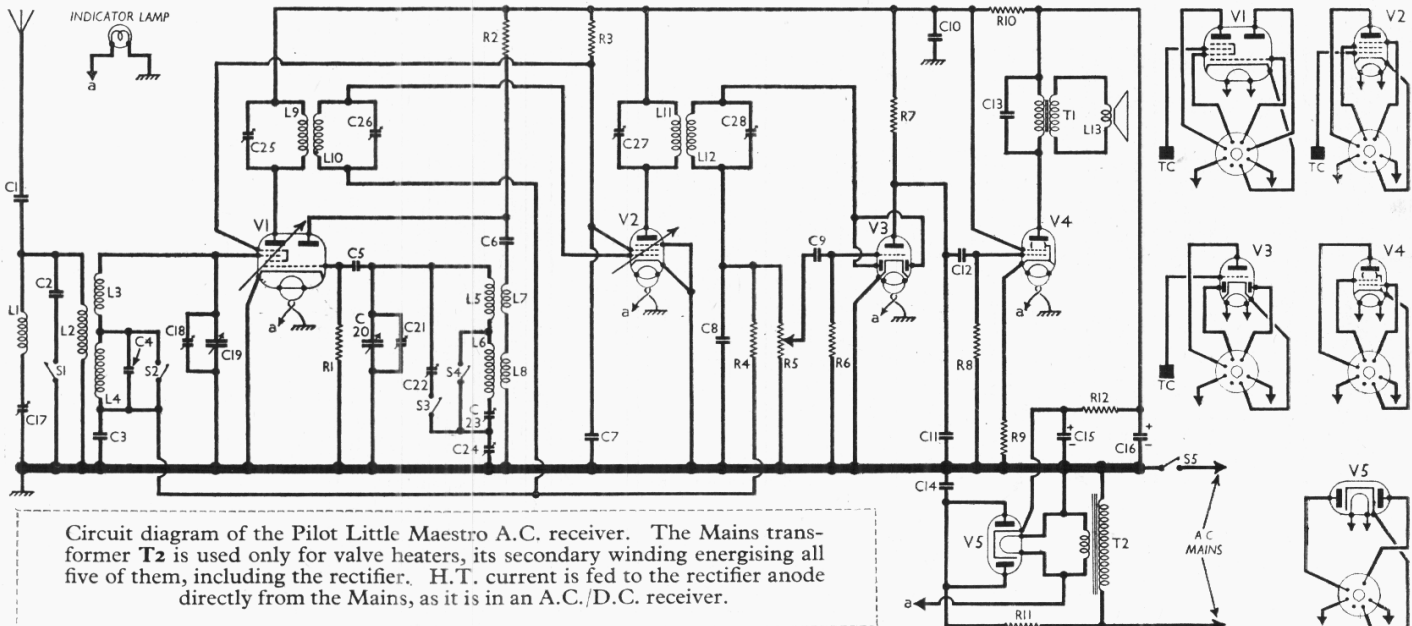 INDICATOR LAMP
a
C1
L1
C17
C2
S1
L2
L3
L4
C3
C4
S2
C18
C19
C25
L9
L10
C26
V1
a
R1
C5
C
20
C21
C22
S3
S4
L5
L6
C
23
C24
R2
C6
L7
L8
R3
C7
C27
L11
L12
C28
V2
a
C8
R4
R5
C9
R6
V3
a
R7
C10
R10
C11
C12
R8
R9
V4
a
C13
T1
L13
R12
C15
+
-
C16
+
-
S5
C14
V5
T2
A C
MAINS
a
R11
V1
TC
V2
TC
V3
TC
V4
V5
Circuit diagram of the Pilot Little Maestro A.C. receiver. The Mains trans-
former T2 is used only for valve heaters, its secondary winding energising all
five of them, including the rectifier. H.T. current is fed to the rectifier anode
directly from the Mains, as it is in an A.C./D.C. receiver.